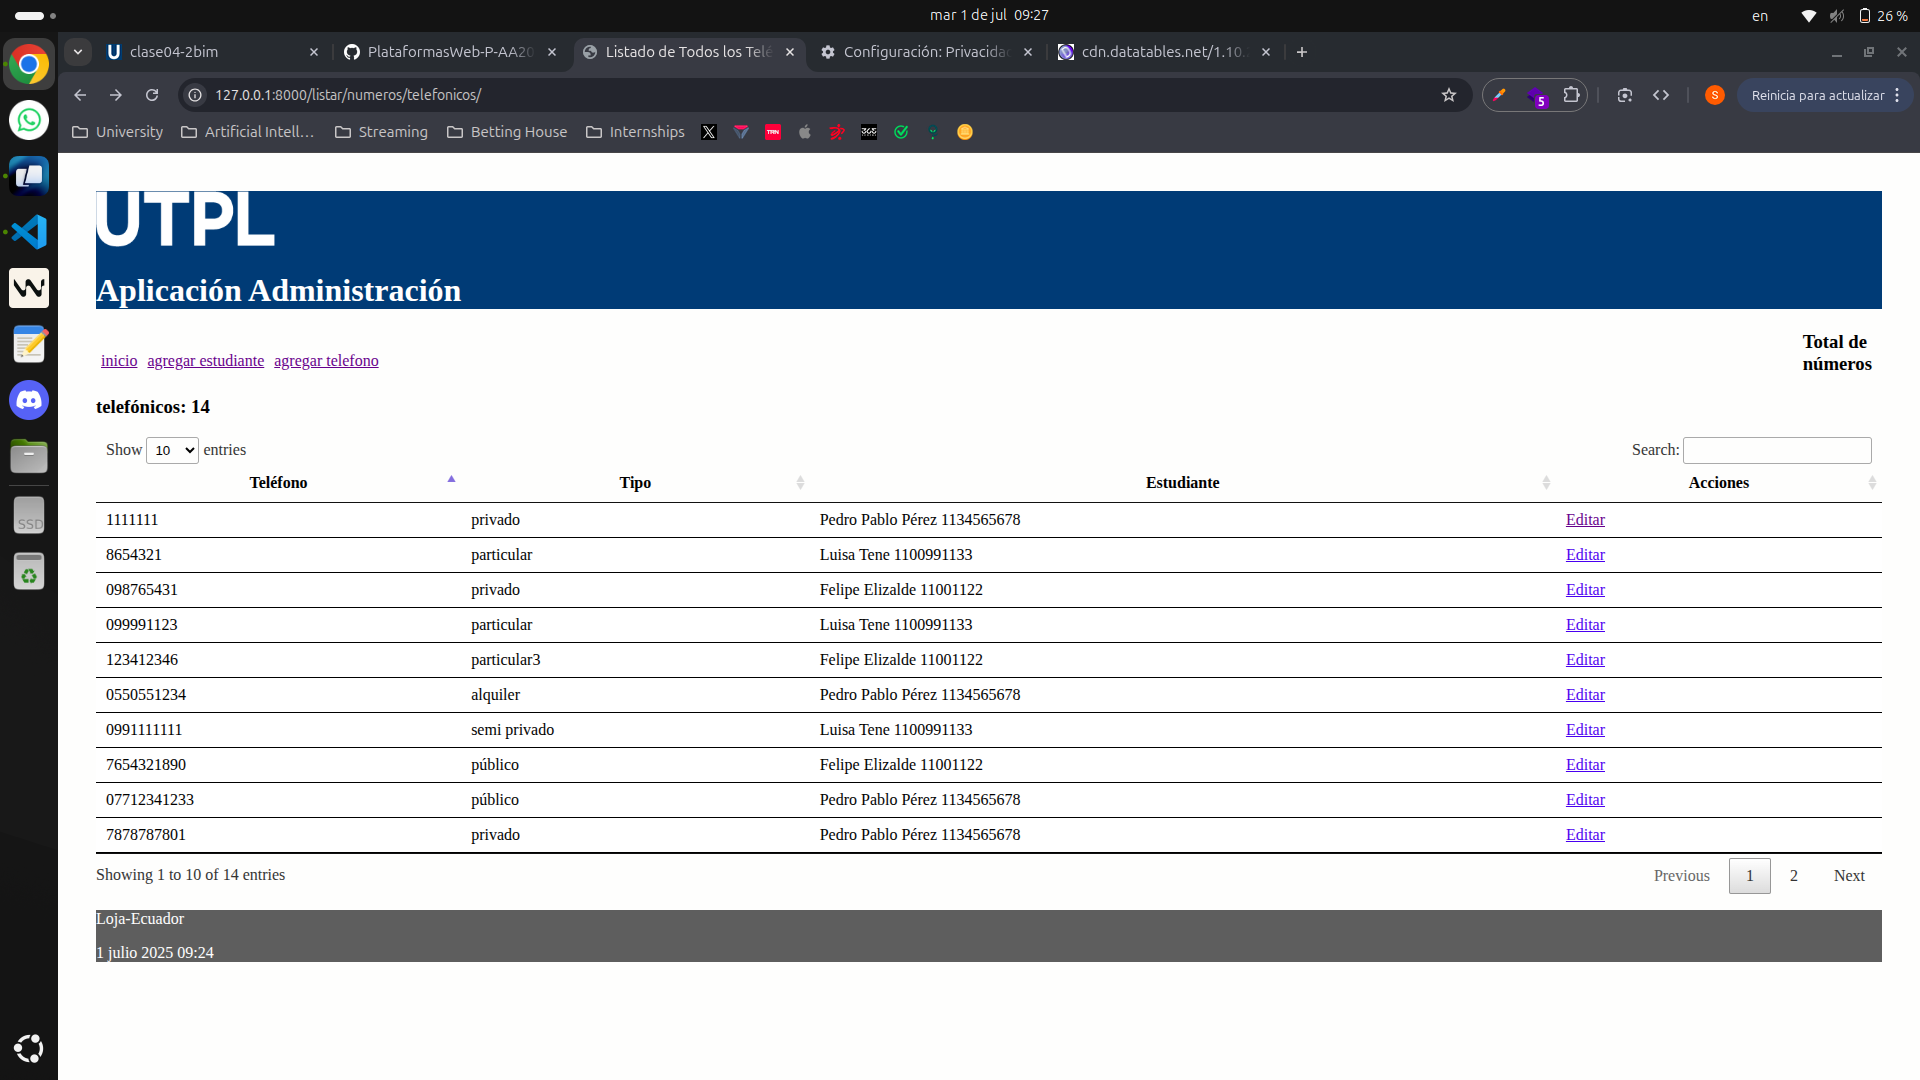 mar 1 de jul 09:27
en
26 %
clase04-2bim
PlataformasWeb-P-AA20
Listado de Todos los Telé
Configuración: Privacidad
cdn.datatables.net/1.10.
127.0.0.1:8000/listar/numeros/telefonicos/
5
S
Reinicia para actualizar
University
Artificial Intell…
Streaming
Betting House
Internships
TRN
365
UTPL
Aplicación Administración
inicio agregar estudiante agregar telefono
Total de
números
telefónicos: 14
Show 10 entries
Search:
Teléfono Tipo Estudiante Acciones
1111111 privado Pedro Pablo Pérez 1134565678 Editar
8654321 particular Luisa Tene 1100991133 Editar
098765431 privado Felipe Elizalde 11001122 Editar
099991123 particular Luisa Tene 1100991133 Editar
123412346 particular3 Felipe Elizalde 11001122 Editar
0550551234 alquiler Pedro Pablo Pérez 1134565678 Editar
0991111111 semi privado Luisa Tene 1100991133 Editar
7654321890 público Felipe Elizalde 11001122 Editar
07712341233 público Pedro Pablo Pérez 1134565678 Editar
7878787801 privado Pedro Pablo Pérez 1134565678 Editar
Showing 1 to 10 of 14 entries
Previous 1 2 Next
Loja-Ecuador
1 julio 2025 09:24
SSD